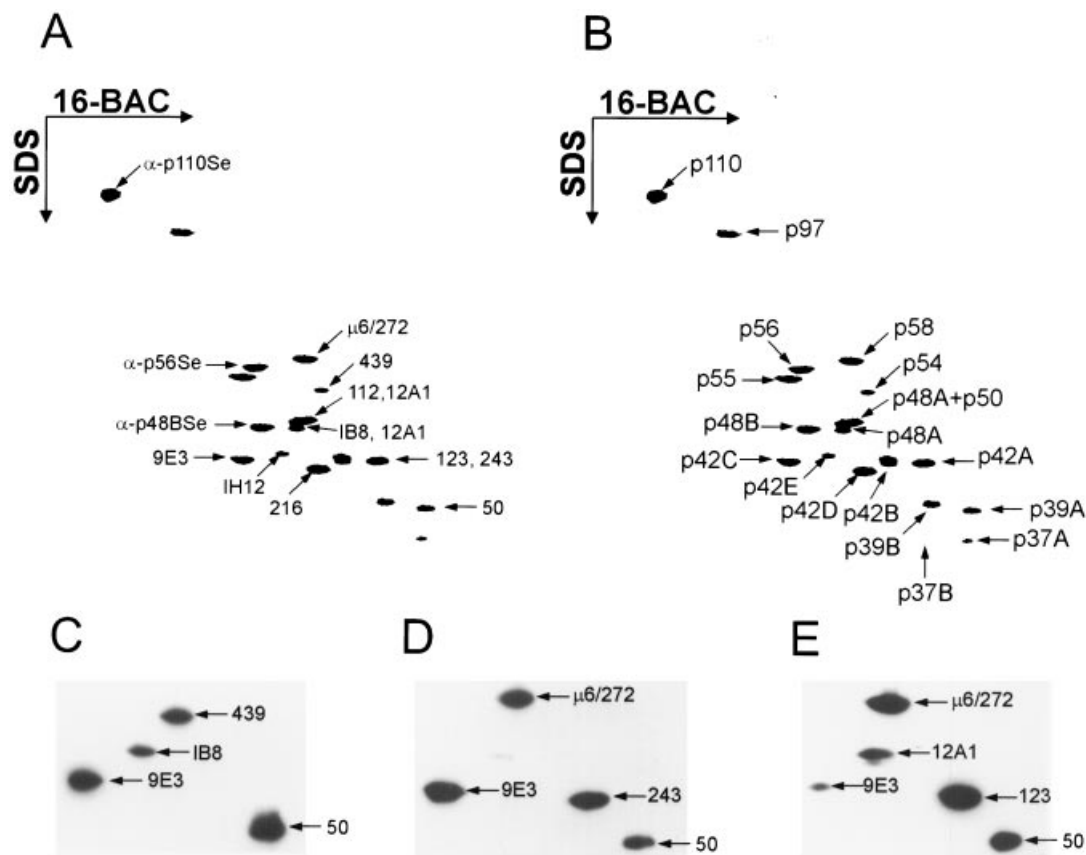 A
16-BAC
SDS
α-p110Se
μ6/272
α-p56Se
439
112,12A1
α-p48BSe
IB8, 12A1
9E3
123, 243
IH12
216
50
B
16-BAC
SDS
p110
p97
p56
p58
p55
p54
p48A+p50
p48B
p48A
p42C
p42A
p42E
p42D
p42B
p39A
p39B
p37A
p37B
C
439
IB8
9E3
50
D
μ6/272
9E3
243
50
E
μ6/272
12A1
9E3
123
50